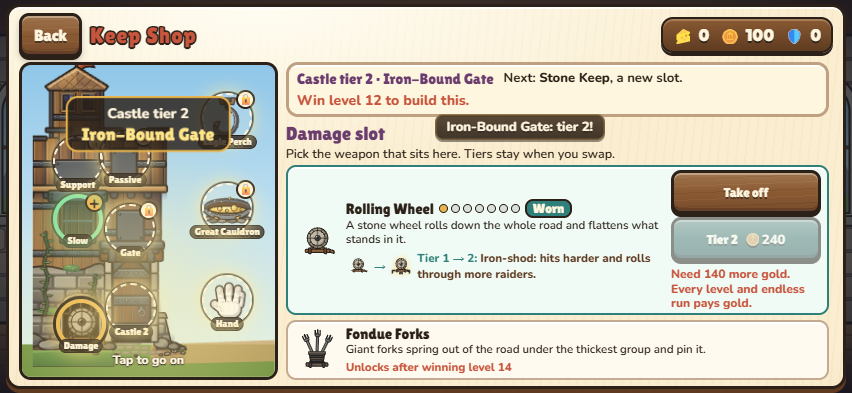 Back
Keep Shop
0
100
0
Castle tier 2
Iron-Bound Gate
Perch
Support
Passive
Slow
Gate
Great Cauldron
Damage
Castle 2
Hand
Tap to go on
Castle tier 2 · Iron-Bound Gate Next: Stone Keep, a new slot.
Win level 12 to build this.
Iron-Bound Gate: tier 2!
Damage slot
Pick the weapon that sits here. Tiers stay when you swap.
Rolling Wheel Worn
A stone wheel rolls down the whole road and flattens what
stands in it.
→ Tier 1 → 2: Iron-shod: hits harder and rolls
through more raiders.
Take off
Tier 2 240
Need 140 more gold.
Every level and endless
run pays gold.
Fondue Forks
Giant forks spring out of the road under the thickest group and pin it.
Unlocks after winning level 14